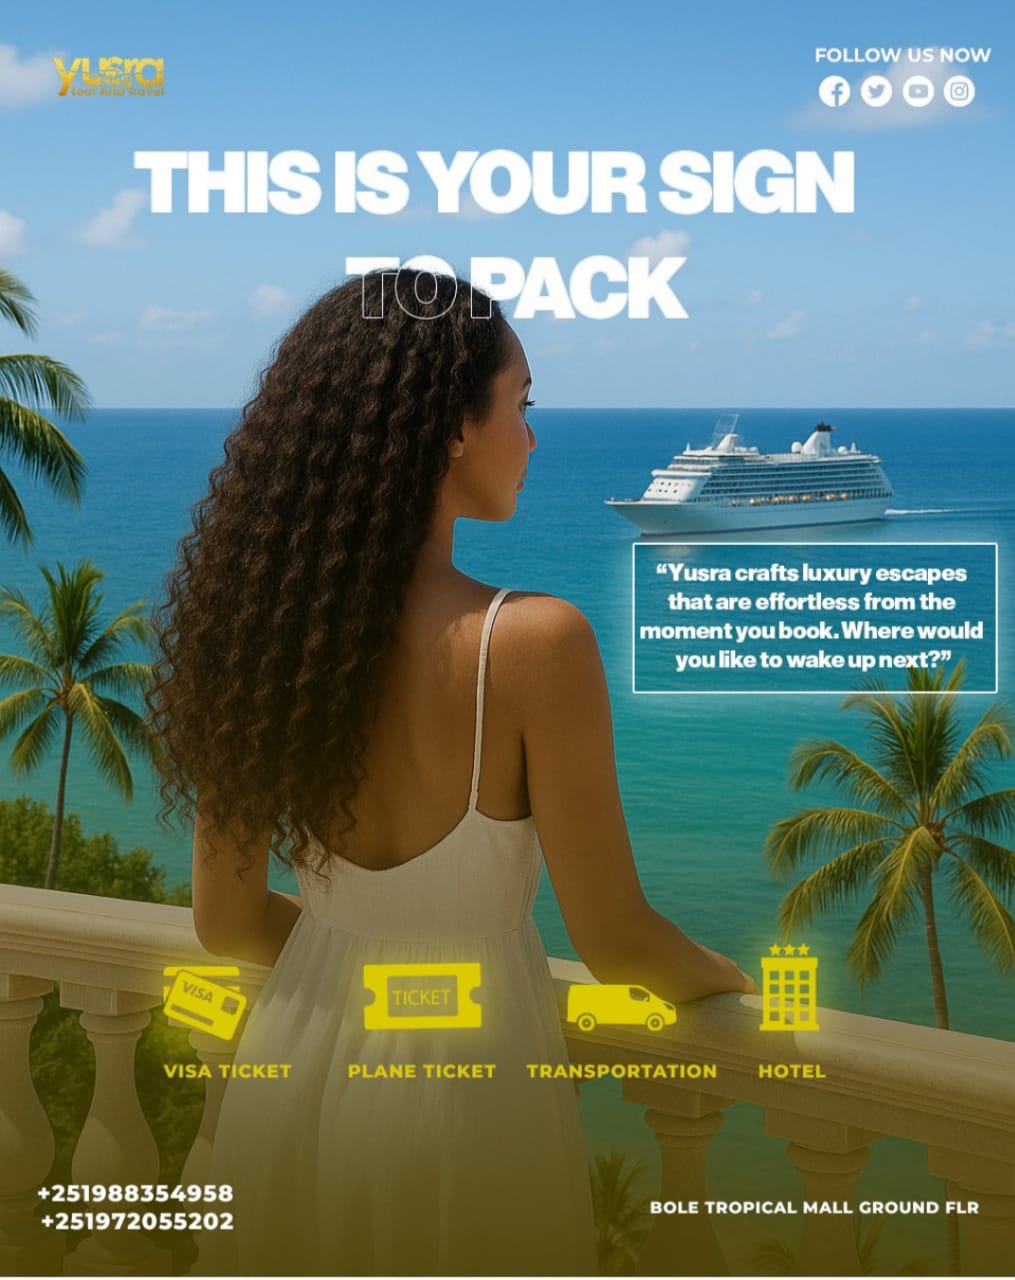 yusra
Tour And Travel
FOLLOW US NOW
THIS IS YOUR SIGN
TO PACK
“Yusra crafts luxury escapes
that are effortless from the
moment you book. Where would
you like to wake up next?”
VISA
TICKET
VISA TICKET
PLANE TICKET
TRANSPORTATION
HOTEL
+251988354958
+251972055202
BOLE TROPICAL MALL GROUND FLR